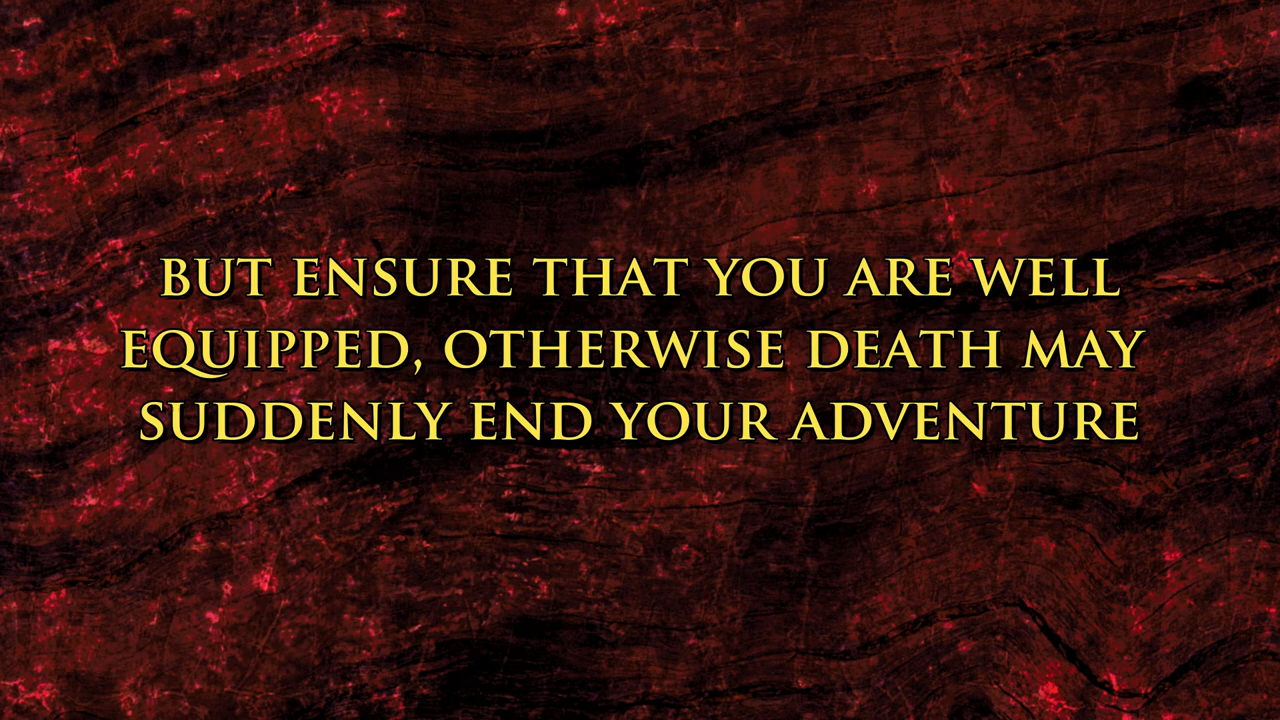 BUT ENSURE THAT YOU ARE WELL
EQUIPPED, OTHERWISE DEATH MAY
SUDDENLY END YOUR ADVENTURE